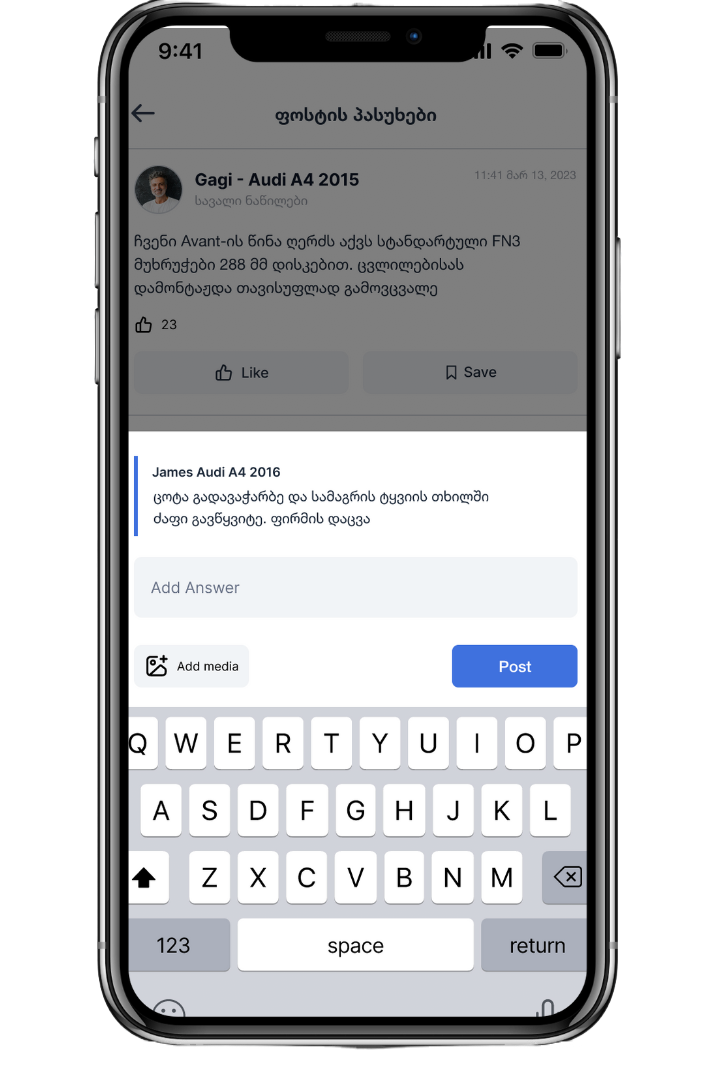 9:41
ფოსტის პასუხები
Gagi - Audi A4 2015
11:41 მარ 13, 2023
სავალი ნაწილები
ჩვენი Avant-ის წინა ღერძს აქვს სტანდარტული FN3
მუხრუჭები 288 მმ დისკებით. ცვლილებისას
დამონტაჟდა თავისუფლად გამოვცვალე
23
Like
Save
James Audi A4 2016
ცოტა გადავაჭარბე და სამაგრის ტყვიის თხილში
ძაფი გავწყვიტე. ფირმის დაცვა
Add Answer
Add media
Post
Q W E R T Y U I O P
A S D F G H J K L
Z X C V B N M
123 space return